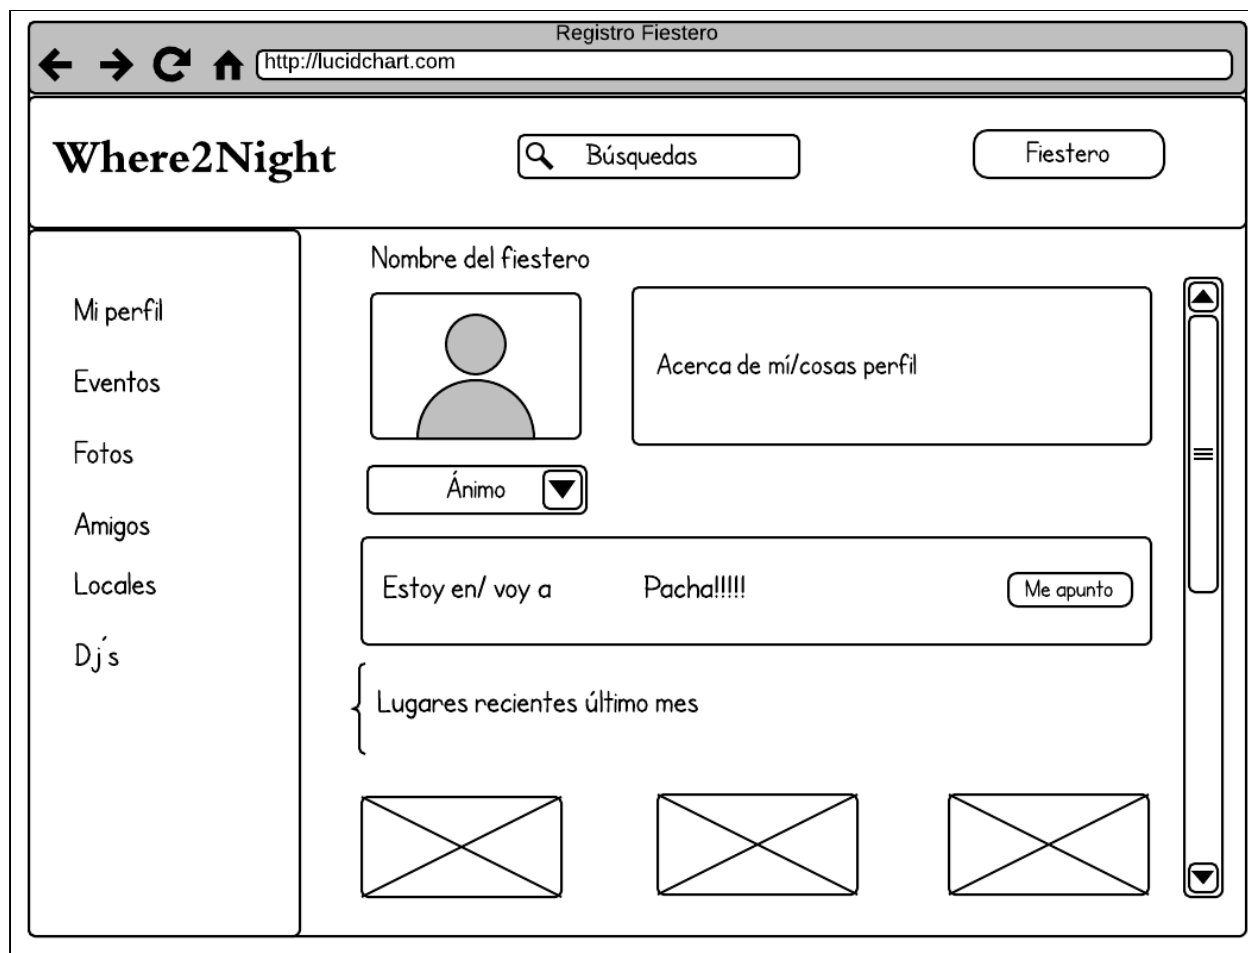 Registro Fiestero
http://lucidchart.com
Where2Night
Búsquedas
Fiestero
Mi perfil
Eventos
Fotos
Amigos
Locales
Dj´s
Nombre del fiestero
Acerca de mí/cosas perfil
Ánimo
Estoy en/ voy a Pacha!!!!!
Me apunto
Lugares recientes último mes